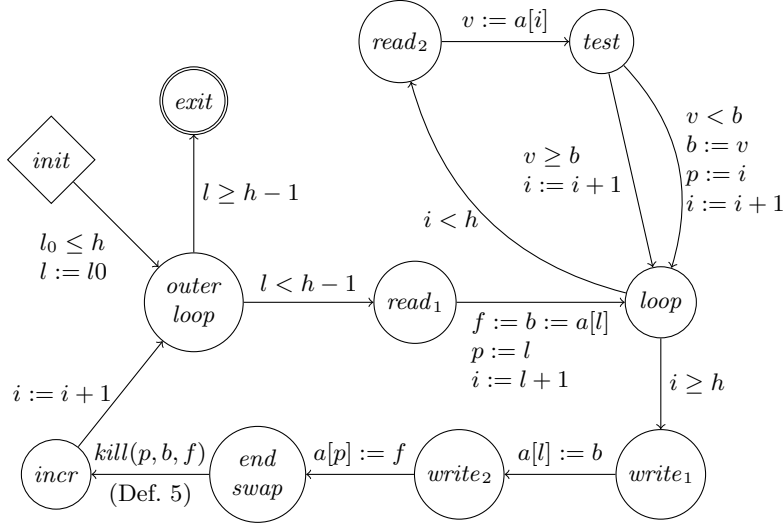 read₂
v := a[i]
test
exit
init
v < b
b := v
p := i
i := i + 1
v ≥ b
i := i + 1
l ≥ h − 1
i < h
l₀ ≤ h
l := l0
outer
loop
l < h − 1
read₁
loop
f := b := a[l]
p := l
i := l + 1
i := i + 1
i ≥ h
incr
kill(p, b, f)
(Def. 5)
end
swap
a[p] := f
write₂
a[l] := b
write₁